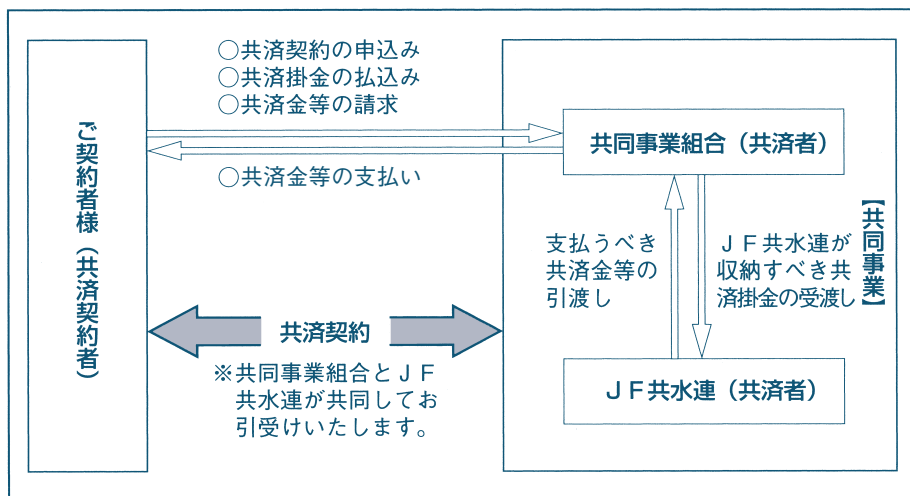 ご契約者様（共済契約者）
○共済契約の申込み
○共済掛金の払込み
○共済金等の請求
○共済金等の支払い
共済契約
※共同事業組合とＪＦ
共水連が共同してお
引受けいたします。
共同事業組合（共済者）
支払うべき
共済金等の
引渡し
ＪＦ共水連が
収納すべき共
済掛金の受渡し
ＪＦ共水連（共済者）
【共同事業】